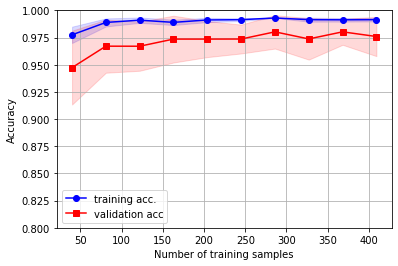 1.000
0.975
0.950
0.925
0.900
0.875
0.850
0.825
0.800
Accuracy
training acc.
validation acc
50 100 150 200 250 300 350 400
Number of training samples